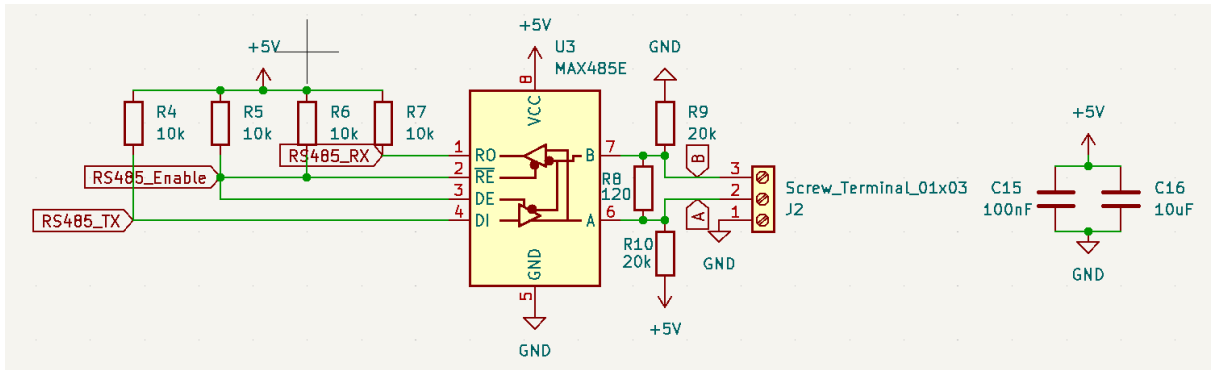 +5V
R4
10k
R5
10k
R6
10k
R7
10k
RS485_RX
RS485_Enable
RS485_TX
+5V
U3
MAX485E
8
VCC
1
RO
2
RE
3
DE
4
DI
B
7
A
6
GND
5
GND
GND
R9
20k
R8
120
R10
20k
+5V
B
A
3
2
1
GND
Screw_Terminal_01x03
J2
+5V
C15
100nF
C16
10uF
GND